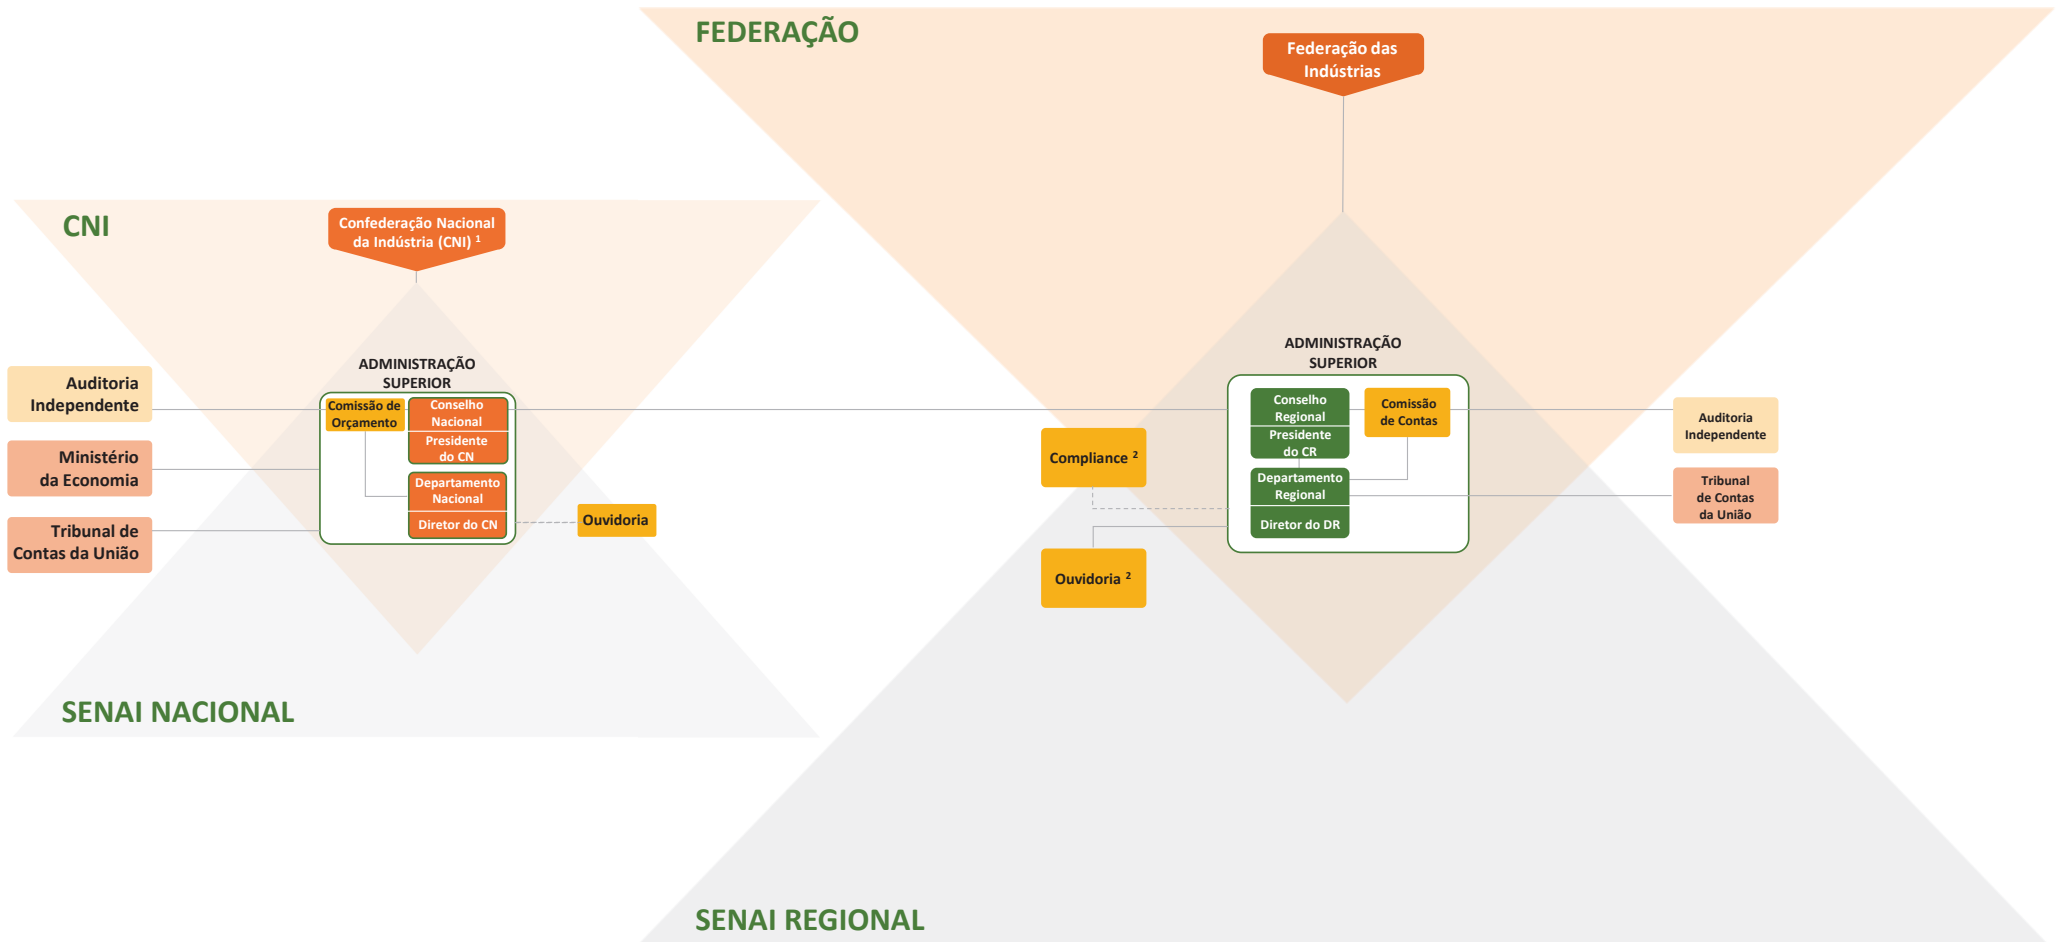 FEDERAÇÃO
Federação das
Indústrias
CNI
Confederação Nacional
da Indústria (CNI) ¹
ADMINISTRAÇÃO
SUPERIOR
Auditoria
Independente
Ministério
da Economia
Tribunal de
Contas da União
Comissão de
Orçamento
Conselho
Nacional
Presidente
do CN
Departamento
Nacional
Diretor do CN
Ouvidoria
SENAI NACIONAL
ADMINISTRAÇÃO
SUPERIOR
Conselho
Regional
Presidente
do CR
Comissão
de Contas
Departamento
Regional
Diretor do DR
Compliance ²
Ouvidoria ²
Auditoria
Independente
Tribunal
de Contas
da União
SENAI REGIONAL